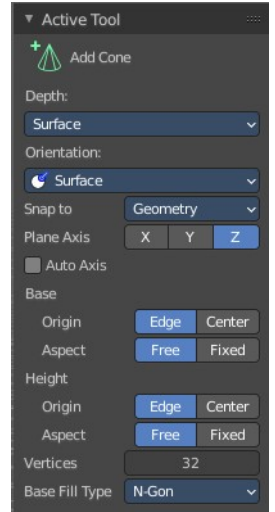 Active Tool
Add Cone
Depth:
Surface
Orientation:
Surface
Snap to Geometry
Plane Axis X Y Z
Auto Axis
Base
Origin Edge Center
Aspect Free Fixed
Height
Origin Edge Center
Aspect Free Fixed
Vertices 32
Base Fill Type N-Gon